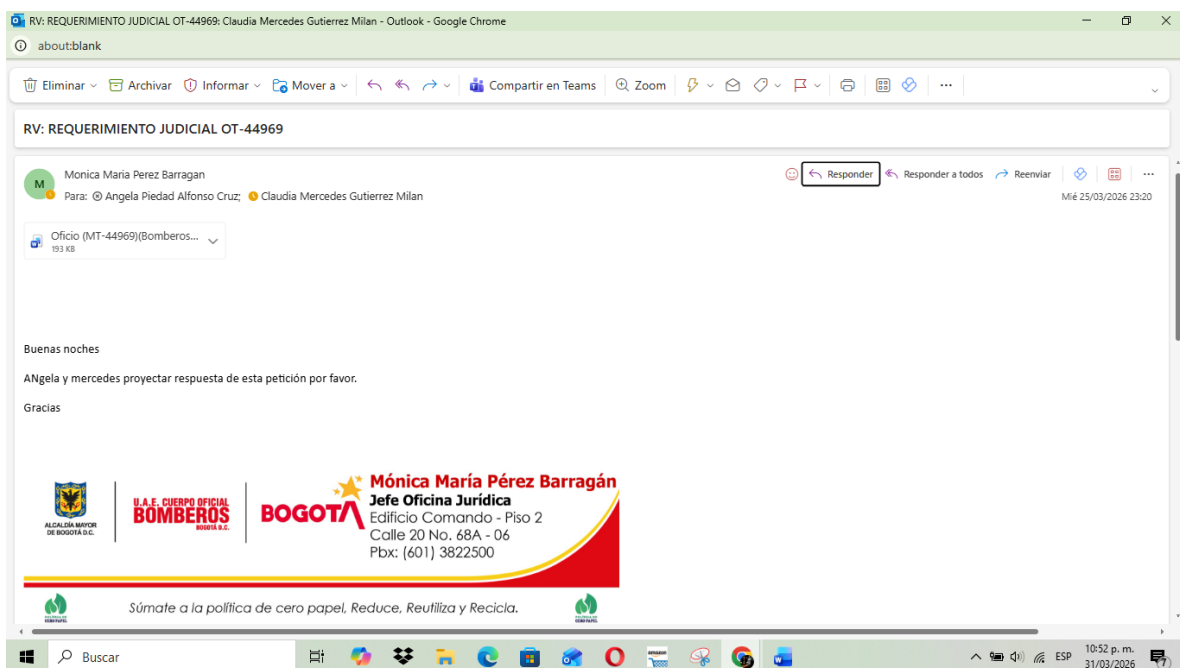 RV: REQUERIMIENTO JUDICIAL OT-44969: Claudia Mercedes Gutierrez Milan - Outlook - Google Chrome
about:blank
Eliminar Archivar Informar Mover a Compartir en Teams Zoom
RV: REQUERIMIENTO JUDICIAL OT-44969
M
Monica Maria Perez Barragan
Responder Responder a todos Reenviar
Para: Angela Piedad Alfonso Cruz; Claudia Mercedes Gutierrez Milan
Mié 25/03/2026 23:20
Oficio (MT-44969)(Bomberos...
193 KB
Buenas noches
ANgela y mercedes proyectar respuesta de esta petición por favor.
Gracias
ALCALDÍA MAYOR
DE BOGOTÁ D.C.
U.A.E. CUERPO OFICIAL
BOMBEROS
BOGOTÁ D.C.
BOGOTÁ
Mónica María Pérez Barragán
Jefe Oficina Jurídica
Edificio Comando - Piso 2
Calle 20 No. 68A - 06
Pbx: (601) 3822500
Súmate a la política de cero papel, Reduce, Reutiliza y Recicla.
Buscar
ESP
10:52 p. m.
31/03/2026